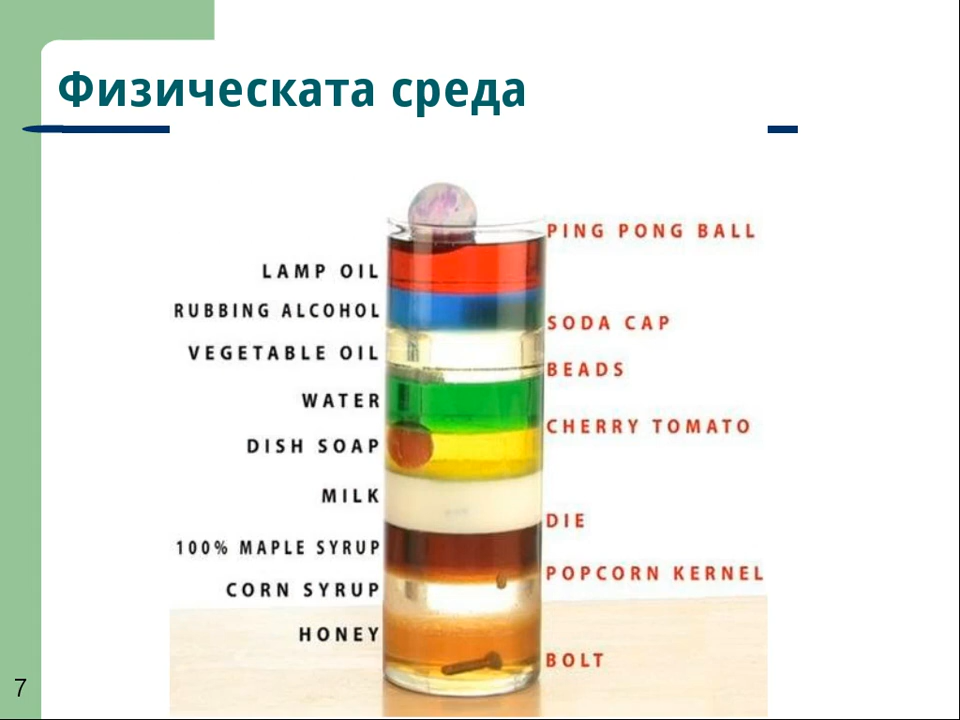 Физическата среда
PING PONG BALL
LAMP OIL
RUBBING ALCOHOL
SODA CAP
VEGETABLE OIL
BEADS
WATER
CHERRY TOMATO
DISH SOAP
MILK
DIE
100% MAPLE SYRUP
POPCORN KERNEL
CORN SYRUP
HONEY
BOLT
7